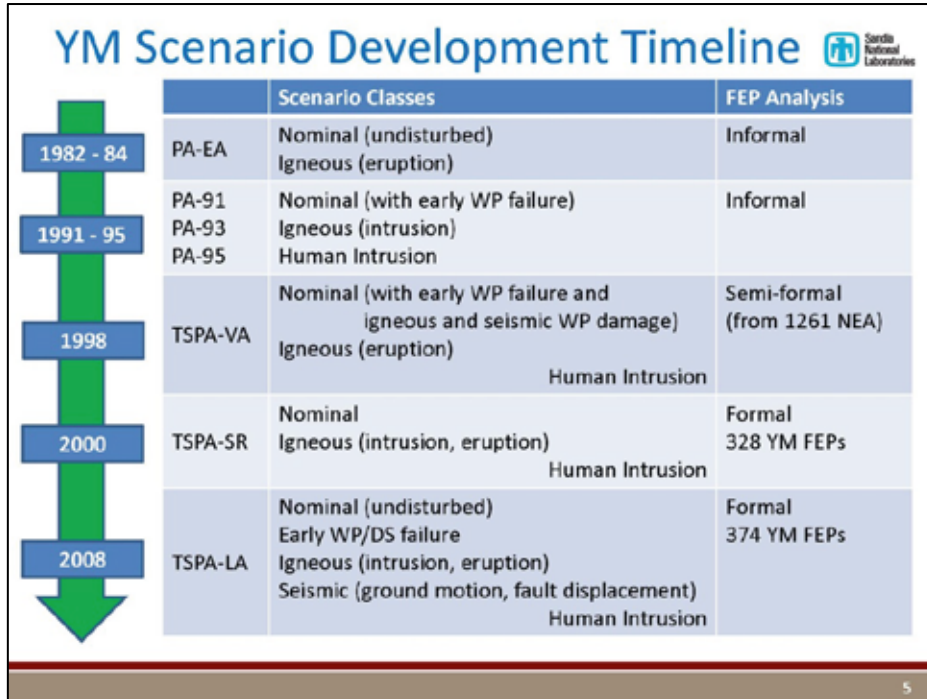 YM Scenario Development Timeline
Sandia
National
Laboratories
Scenario Classes
FEP Analysis
1982 - 84
PA-EA
Nominal (undisturbed)
Igneous (eruption)
Informal
1991 - 95
PA-91
PA-93
PA-95
Nominal (with early WP failure)
Igneous (intrusion)
Human Intrusion
Informal
1998
TSPA-VA
Nominal (with early WP failure and
igneous and seismic WP damage)
Igneous (eruption)
Human Intrusion
Semi-formal
(from 1261 NEA)
2000
TSPA-SR
Nominal
Igneous (intrusion, eruption)
Human Intrusion
Formal
328 YM FEPs
2008
TSPA-LA
Nominal (undisturbed)
Early WP/DS failure
Igneous (intrusion, eruption)
Seismic (ground motion, fault displacement)
Human Intrusion
Formal
374 YM FEPs
5